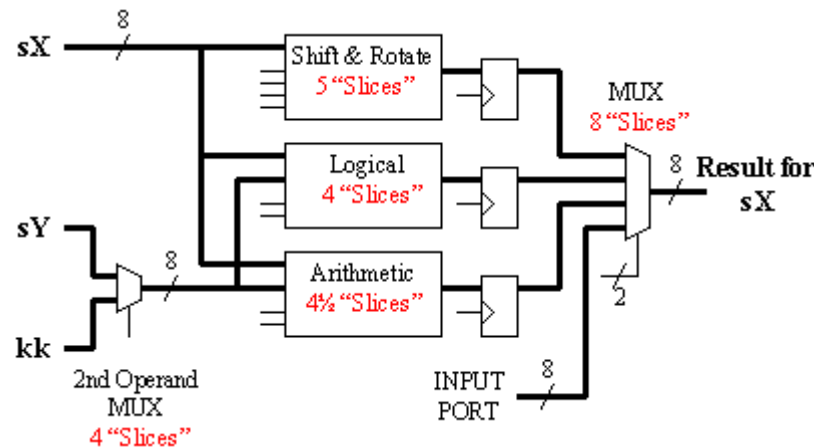 8
sX
Shift & Rotate
5 “Slices”
MUX
8 “Slices”
Logical
4 “Slices”
8
Result for
sX
sY
8
Arithmetic
4½ “Slices”
2
kk
2nd Operand
MUX
4 “Slices”
INPUT
PORT
8